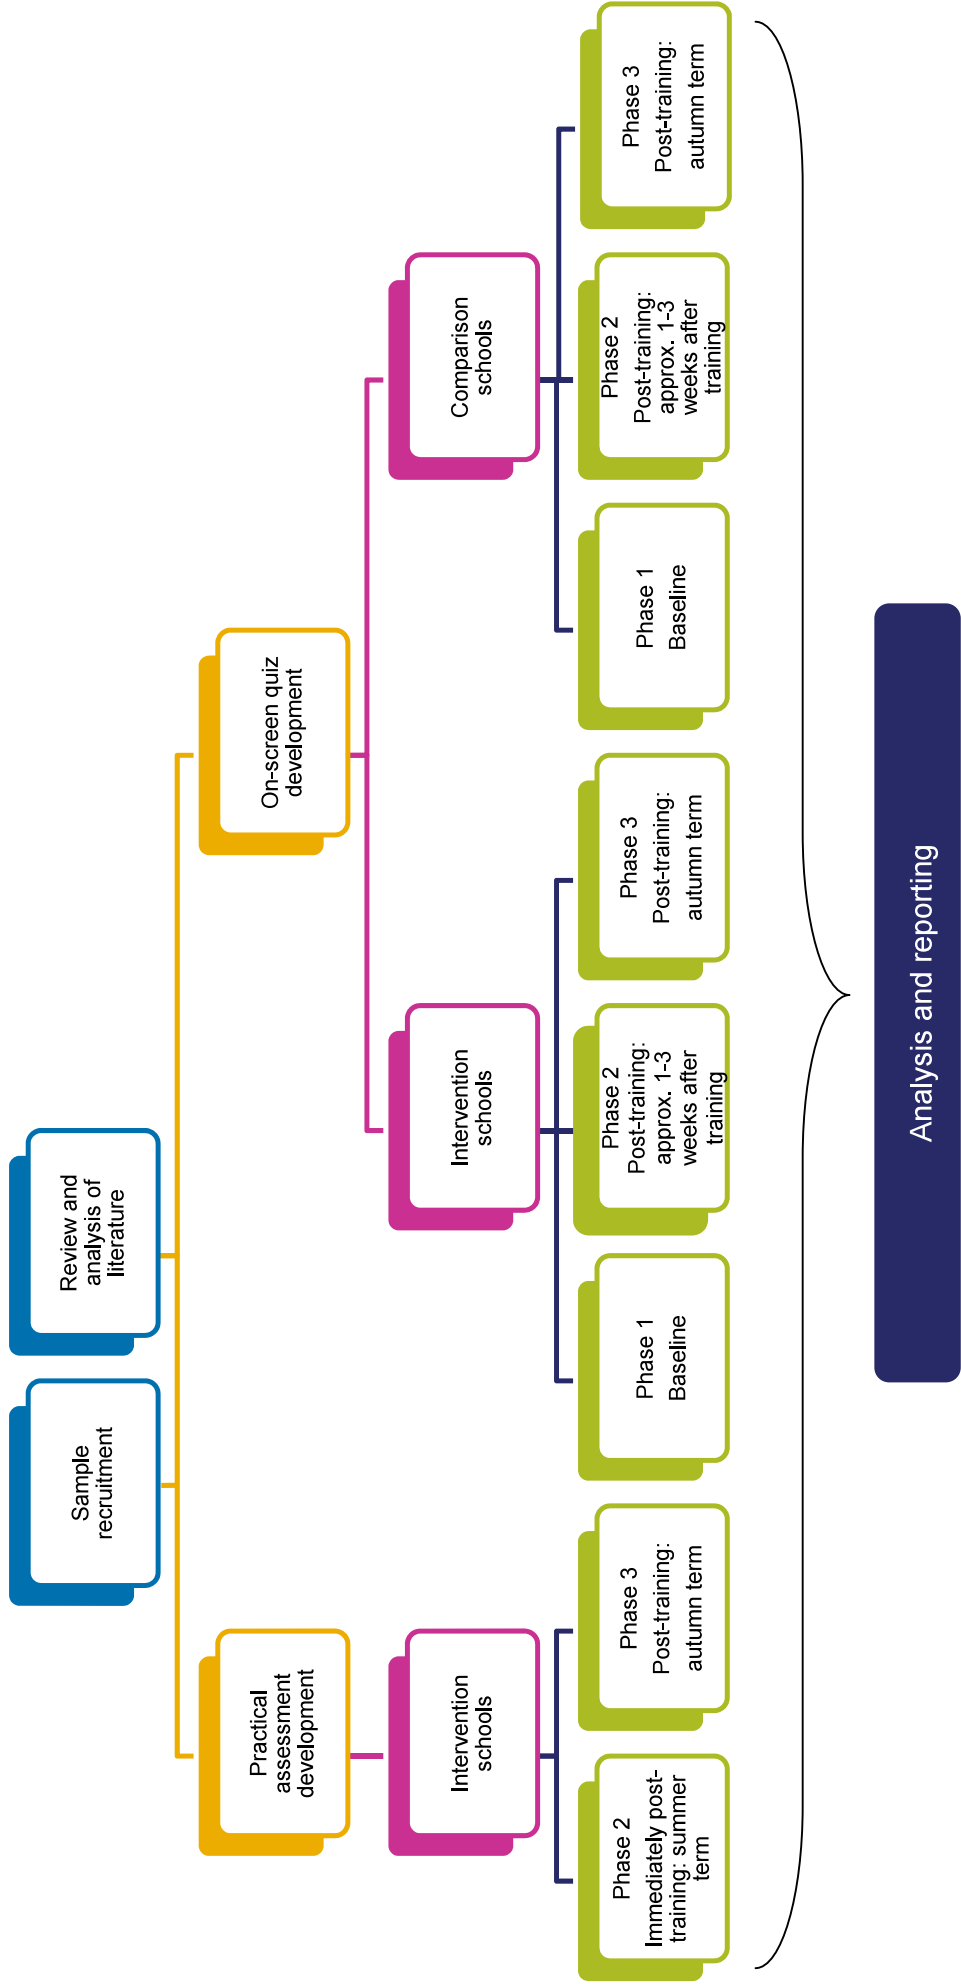 Sample
recruitment
Review and
analysis of
literature
Practical
assessment
development
On-screen quiz
development
Intervention
schools
Intervention
schools
Comparison
schools
Phase 2
Immediately post-
training: summer
term
Phase 3
Post-training:
autumn term
Phase 1
Baseline
Phase 2
Post-training:
approx. 1-3
weeks after
training
Phase 3
Post-training:
autumn term
Phase 1
Baseline
Phase 2
Post-training:
approx. 1-3
weeks after
training
Phase 3
Post-training:
autumn term
Analysis and reporting